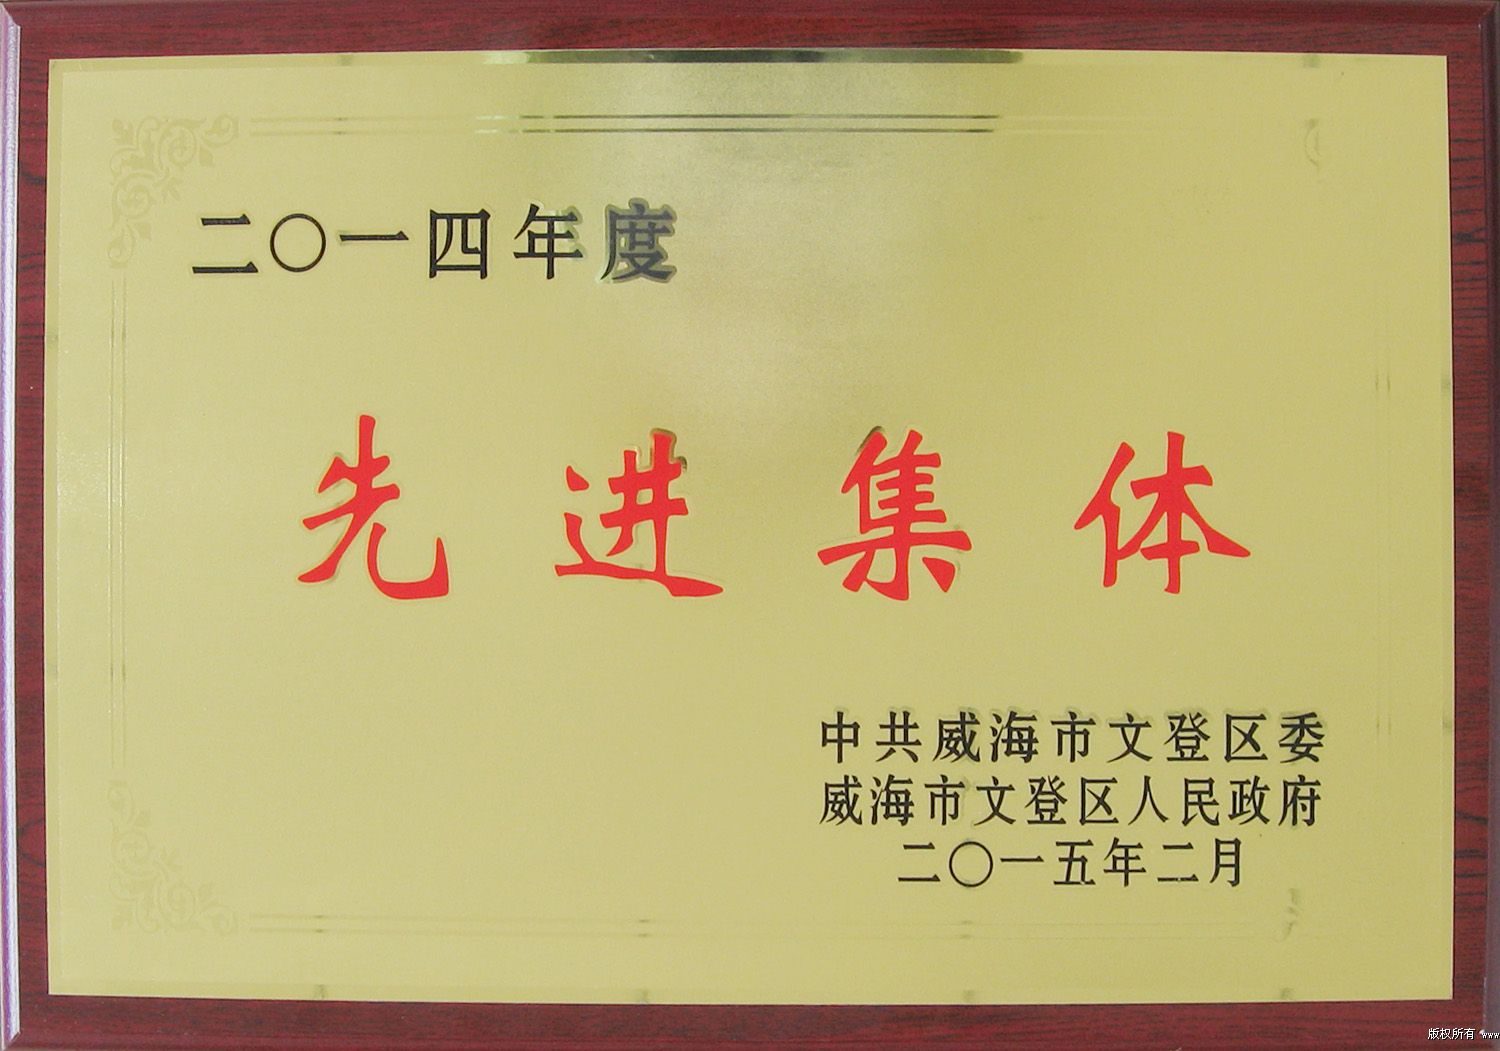 二〇一四年度
先进集体
中共威海市文登区委
威海市文登区人民政府
二〇一五年二月
版权所有 www